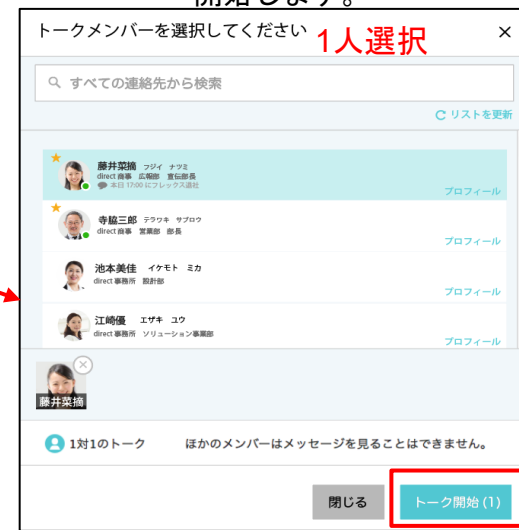 開始します。
トークメンバーを選択してください 1人選択 ×
すべての連絡先から検索
リストを更新
藤井菜摘 フジイ ナツミ
direct 商事 広報部 宣伝部長
本日 17:00 にフレックス退社
プロフィール
寺脇三郎 テラワキ サブロウ
direct 商事 営業部 部長
プロフィール
池本美佳 イケモト ミカ
direct 事務所 設計部
プロフィール
江崎優 エザキ ユウ
direct 事務所 ソリューション事業部
プロフィール
藤井菜摘
1対1のトーク ほかのメンバーはメッセージを見ることはできません。
閉じる トーク開始 (1)